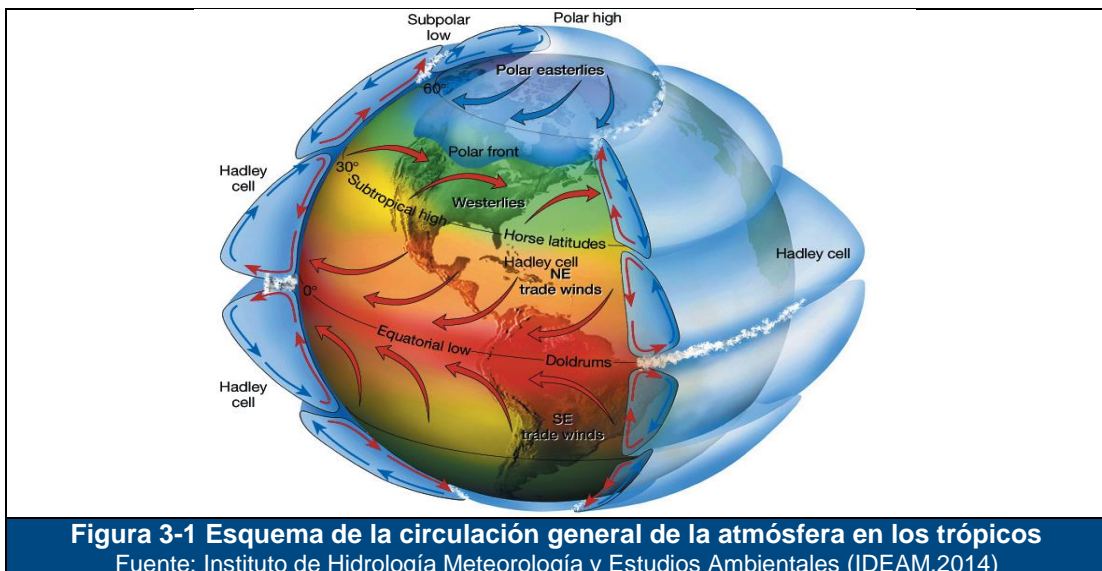 Polar high
Subpolar
low
Polar easterlies
60°
Polar front
Hadley
cell
30°
Subtropical high
Westerlies
Horse latitudes
Hadley cell
Hadley cell
NE
trade winds
0°
Equatorial low
Doldrums
Hadley
cell
SE
trade winds
Figura 3-1 Esquema de la circulación general de la atmósfera en los trópicos
Fuente: Instituto de Hidrología Meteorología y Estudios Ambientales (IDEAM,2014)